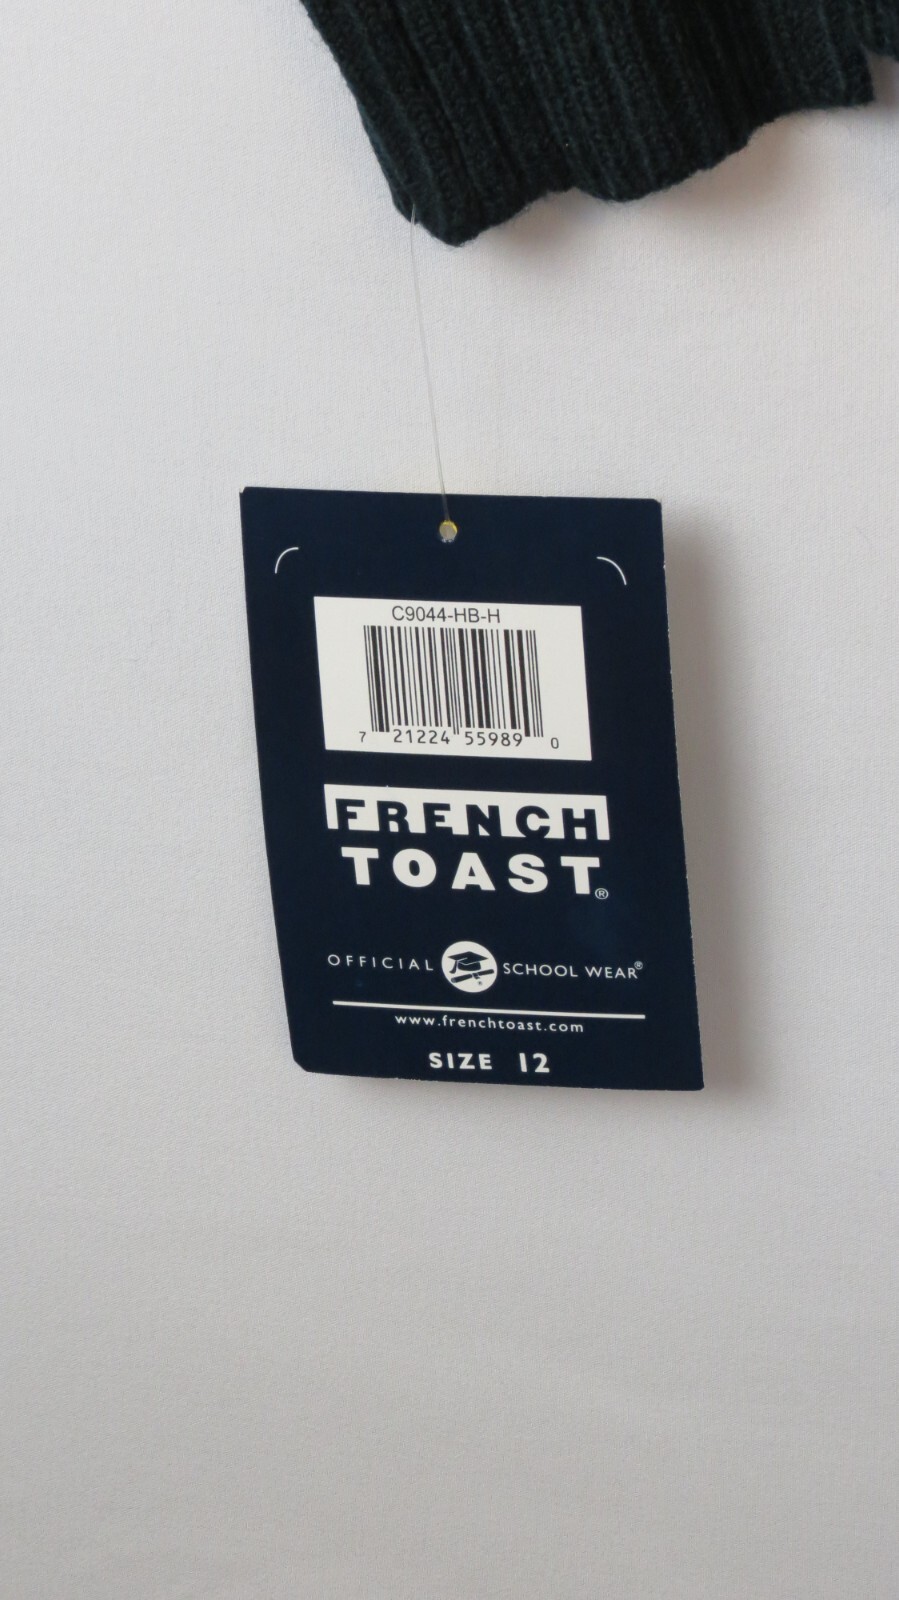 C9044-HB-H
7 21224 55989 0
FRENCH
TOAST®
OFFICIAL SCHOOL WEAR®
www.frenchtoast.com
SIZE 12